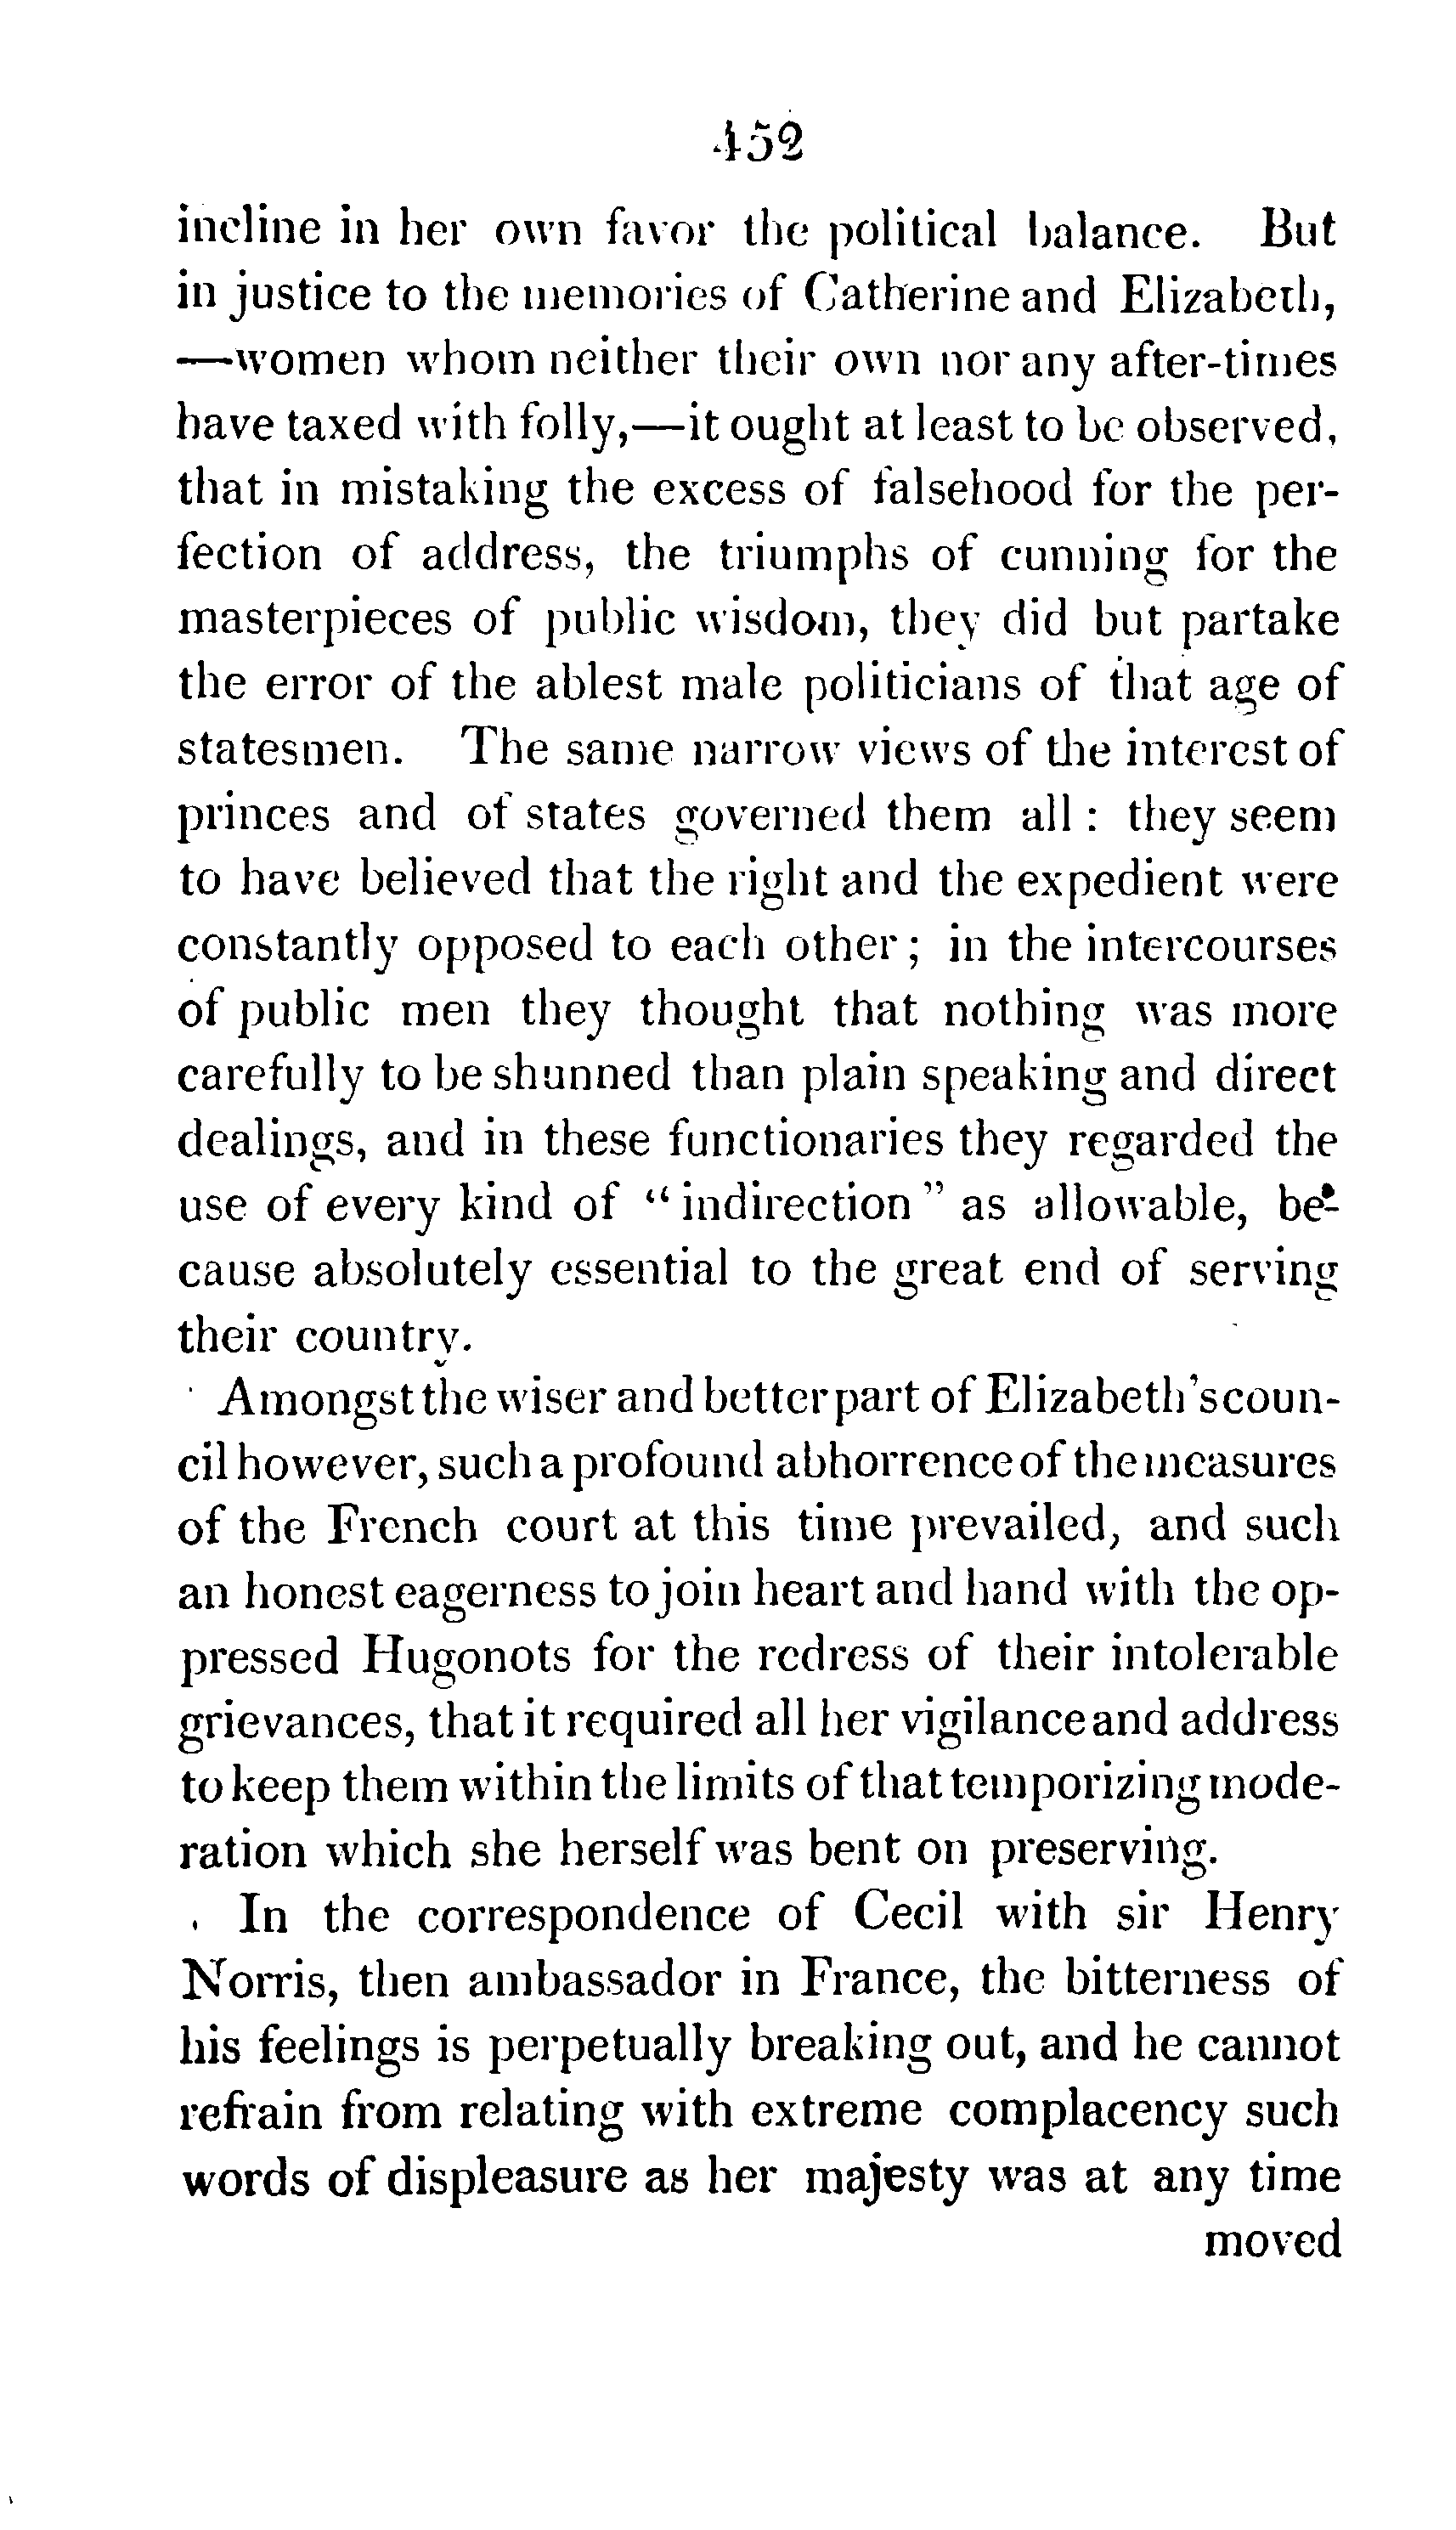 452
incline in her own favor the political balance. But
in justice to the memories of Catherine and Elizabeth,
—women whom neither their own nor any after-times
have taxed with folly,—it ought at least to be observed,
that in mistaking the excess of falsehood for the per-
fection of address, the triumphs of cunning for the
masterpieces of public wisdom, they did but partake
the error of the ablest male politicians of that age of
statesmen. The same narrow views of the interest of
princes and of states governed them all : they seem
to have believed that the right and the expedient were
constantly opposed to each other ; in the intercourses
of public men they thought that nothing was more
carefully to be shunned than plain speaking and direct
dealings, and in these functionaries they regarded the
use of every kind of “ indirection ” as allowable, be-
cause absolutely essential to the great end of serving
their country.
Amongst the wiser and better part of Elizabeth’s coun-
cil however, such a profound abhorrence of the measures
of the French court at this time prevailed, and such
an honest eagerness to join heart and hand with the op-
pressed Hugonots for the redress of their intolerable
grievances, that it required all her vigilance and address
to keep them within the limits of that temporizing mode-
ration which she herself was bent on preserving.
In the correspondence of Cecil with sir Henry
Norris, then ambassador in France, the bitterness of
his feelings is perpetually breaking out, and he cannot
refrain from relating with extreme complacency such
words of displeasure as her majesty was at any time
moved